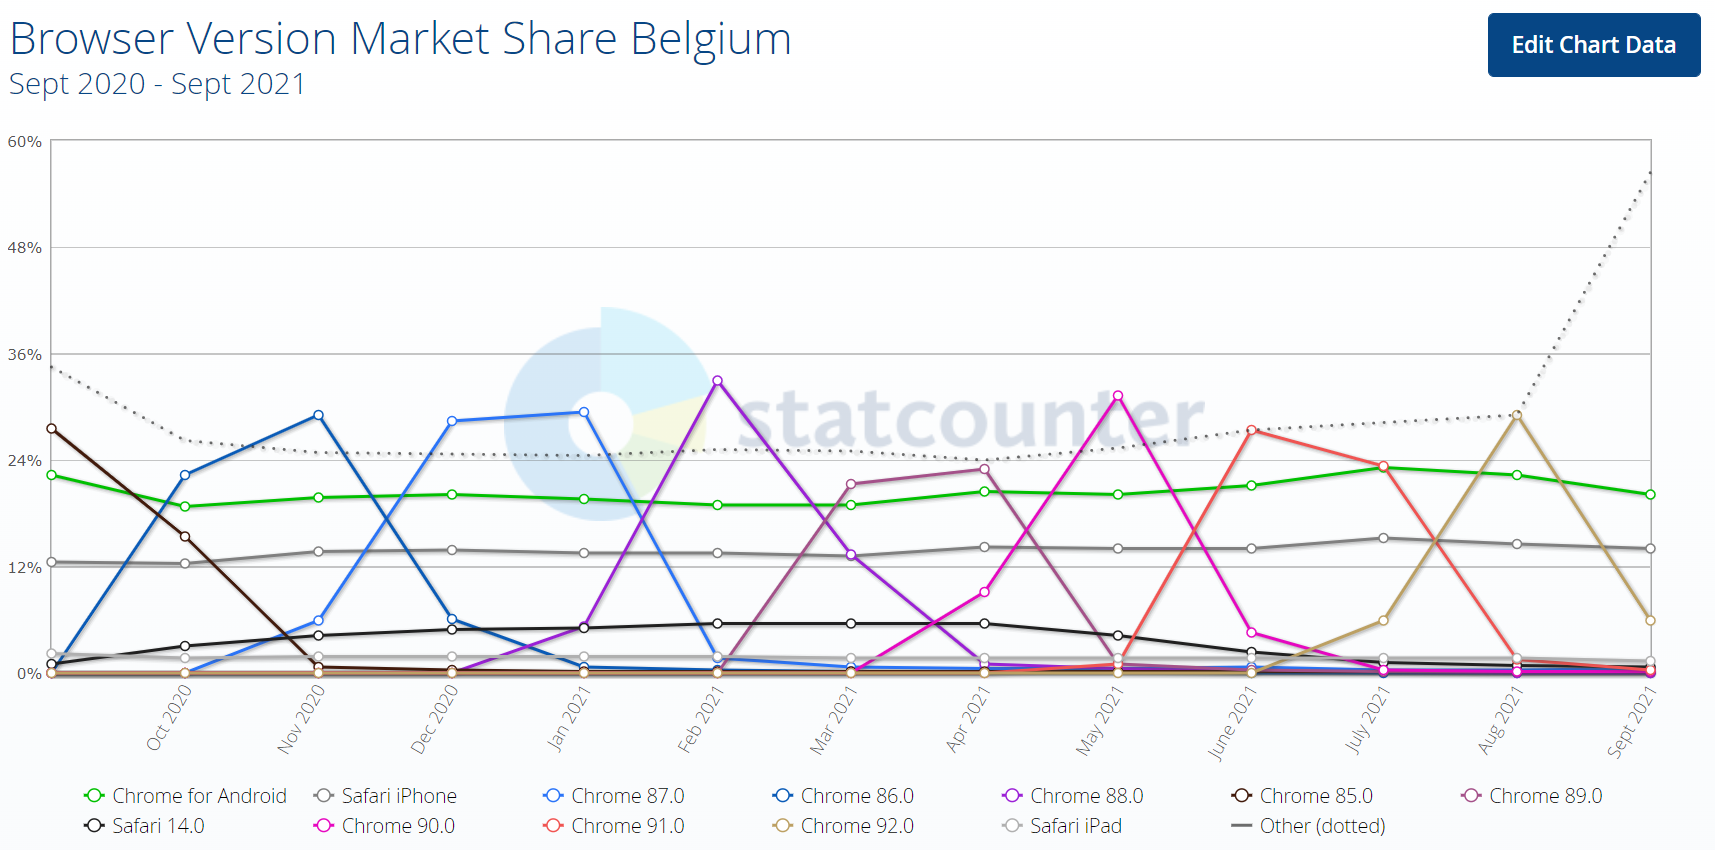 Browser Version Market Share Belgium
Edit Chart Data
Sept 2020 - Sept 2021
60%
48%
36%
24%
12%
0%
statcounter
Oct 2020
Nov 2020
Dec 2020
Jan 2021
Feb 2021
Mar 2021
Apr 2021
May 2021
June 2021
July 2021
Aug 2021
Sept 2021
Chrome for Android Safari iPhone Chrome 87.0 Chrome 86.0 Chrome 88.0 Chrome 85.0 Chrome 89.0
Safari 14.0 Chrome 90.0 Chrome 91.0 Chrome 92.0 Safari iPad Other (dotted)